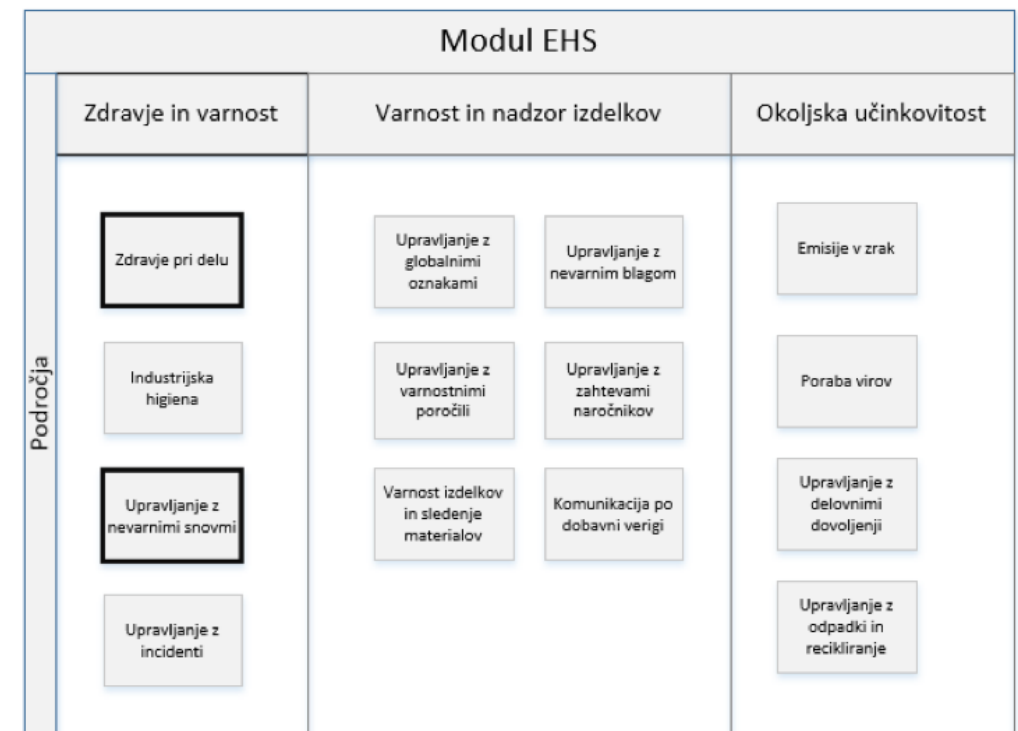 Modul EHS
Področja
Zdravje in varnost
Varnost in nadzor izdelkov
Okoljska učinkovitost
Zdravje pri delu
Industrijska
higiena
Upravljanje z
nevarnimi snovmi
Upravljanje z
incidenti
Upravljanje z
globalnimi
oznakami
Upravljanje z
nevarnim blagom
Upravljanje z
varnostnimi
poročili
Upravljanje z
zahtevami
naročnikov
Varnost izdelkov
in sledenje
materialov
Komunikacija po
dobavni verigi
Emisije v zrak
Poraba virov
Upravljanje z
delovnimi
dovoljenji
Upravljanje z
odpadki in
recikliranje